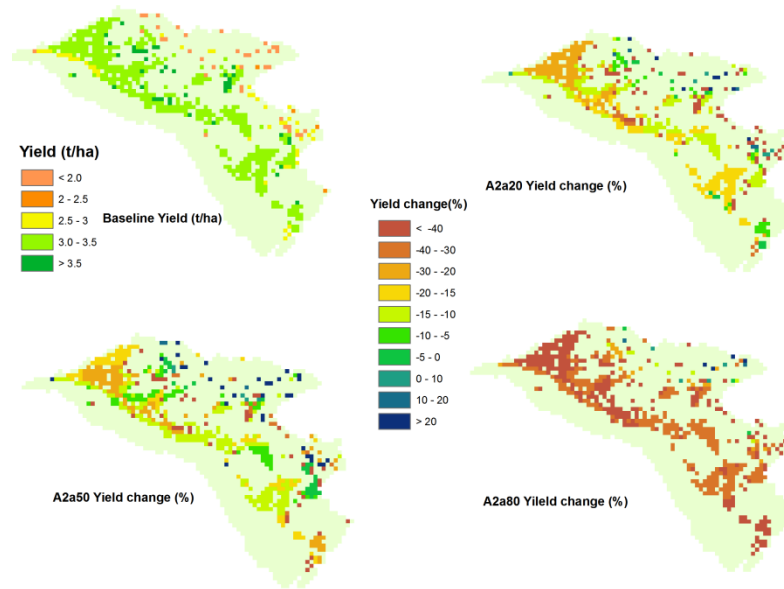 Yield (t/ha)
< 2.0
2 - 2.5
2.5 - 3
3.0 - 3.5
> 3.5
Baseline Yield (t/ha)
A2a20 Yield change (%)
Yield change(%)
< -40
-40 - -30
-30 - -20
-20 - -15
-15 - -10
-10 - -5
-5 - 0
0 - 10
10 - 20
> 20
A2a50 Yield change (%)
A2a80 Yileld change (%)